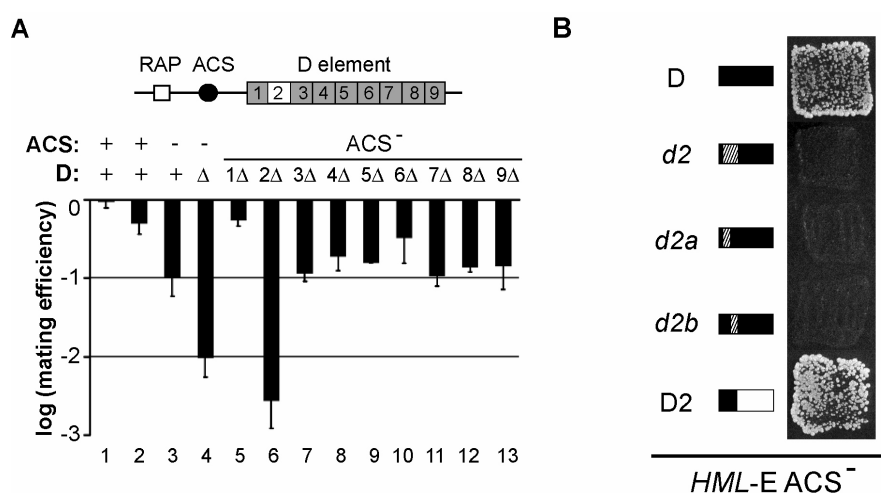 A
RAP ACS D element
1 2 3 4 5 6 7 8 9
ACS: + + - - ACS⁻
D: + + + Δ 1Δ 2Δ 3Δ 4Δ 5Δ 6Δ 7Δ 8Δ 9Δ
log (mating efficiency)
0
-1
-2
-3
1 2 3 4 5 6 7 8 9 10 11 12 13
B
D
d2
d2a
d2b
D2
HML-E ACS⁻